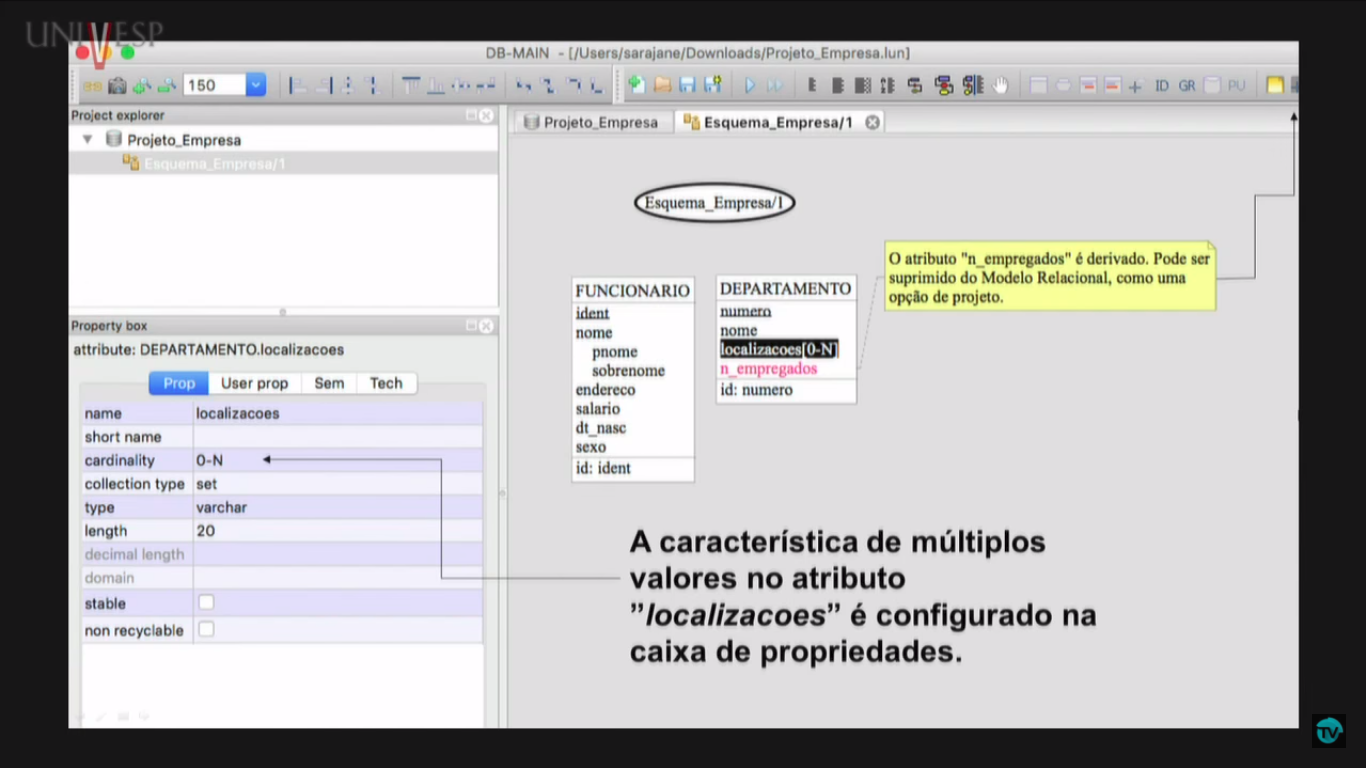 UNIVESP
DB-MAIN - [/Users/sarajane/Downloads/Projeto_Empresa.lun]
150
ID GR PU
Project explorer
Projeto_Empresa
Esquema_Empresa/1
Projeto_Empresa
Esquema_Empresa/1
Esquema_Empresa/1
FUNCIONARIO
ident
nome
pnome
sobrenome
endereco
salario
dt_nasc
sexo
id: ident
DEPARTAMENTO
numero
nome
localizacoes[0-N]
n_empregados
id: numero
O atributo "n_empregados" é derivado. Pode ser
suprimido do Modelo Relacional, como uma
opção de projeto.
Property box
attribute: DEPARTAMENTO.localizacoes
Prop User prop Sem Tech
name localizacoes
short name
cardinality 0-N
collection type set
type varchar
length 20
decimal length
domain
stable
non recyclable
A característica de múltiplos
valores no atributo
”localizacoes” é configurado na
caixa de propriedades.
TV